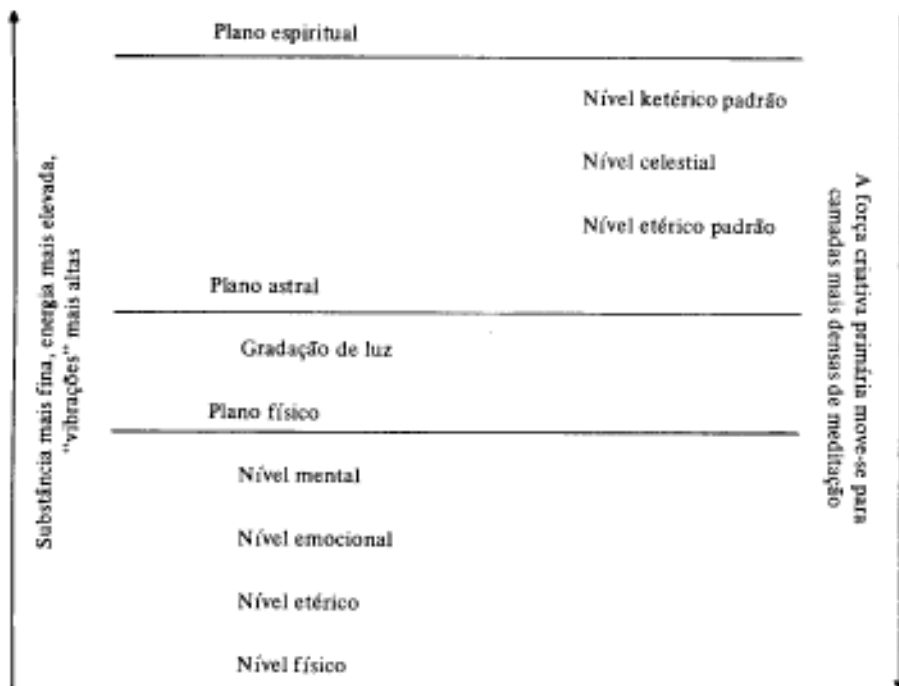 Plano espiritual
Nível ketérico padrão
Nível celestial
Nível etérico padrão
Plano astral
Gradação de luz
Plano físico
Nível mental
Nível emocional
Nível etérico
Nível físico
Substância mais fina, energia mais elevada,
"vibrações" mais altas
A força criativa primária move-se para
camadas mais densas de meditação